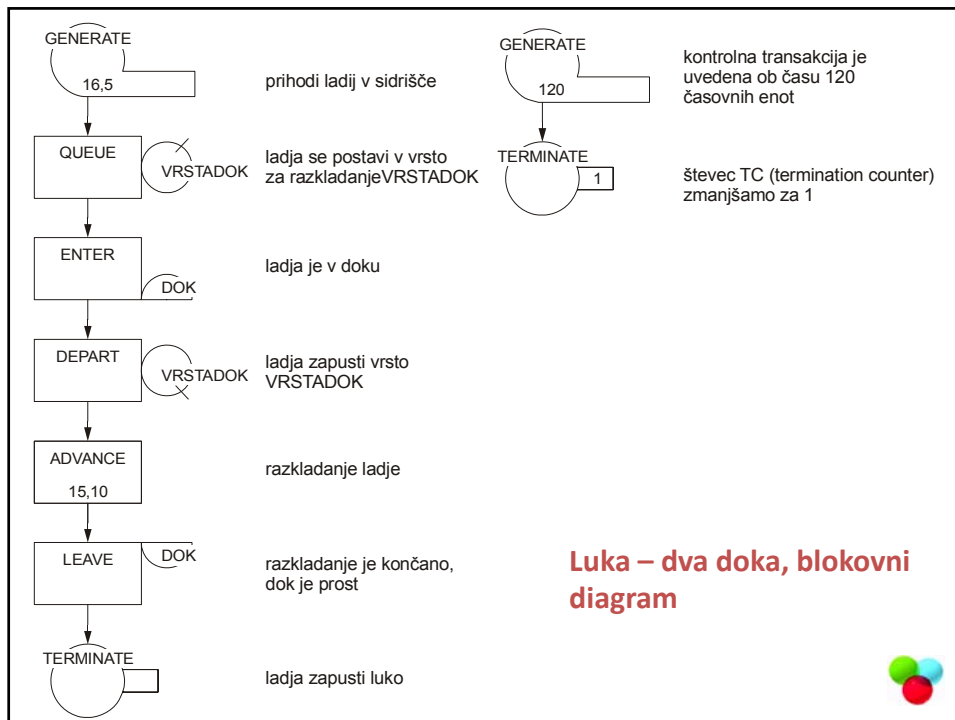 GENERATE
16,5
prihodi ladij v sidrišče
QUEUE
VRSTADOK
ladja se postavi v vrsto
za razkladanjeVRSTADOK
ENTER
DOK
ladja je v doku
DEPART
VRSTADOK
ladja zapusti vrsto
VRSTADOK
ADVANCE
15,10
razkladanje ladje
LEAVE
DOK
razkladanje je končano,
dok je prost
TERMINATE
ladja zapusti luko
GENERATE
120
kontrolna transakcija je
uvedena ob času 120
časovnih enot
TERMINATE
1
števec TC (termination counter)
zmanjšamo za 1
Luka – dva doka, blokovni
diagram